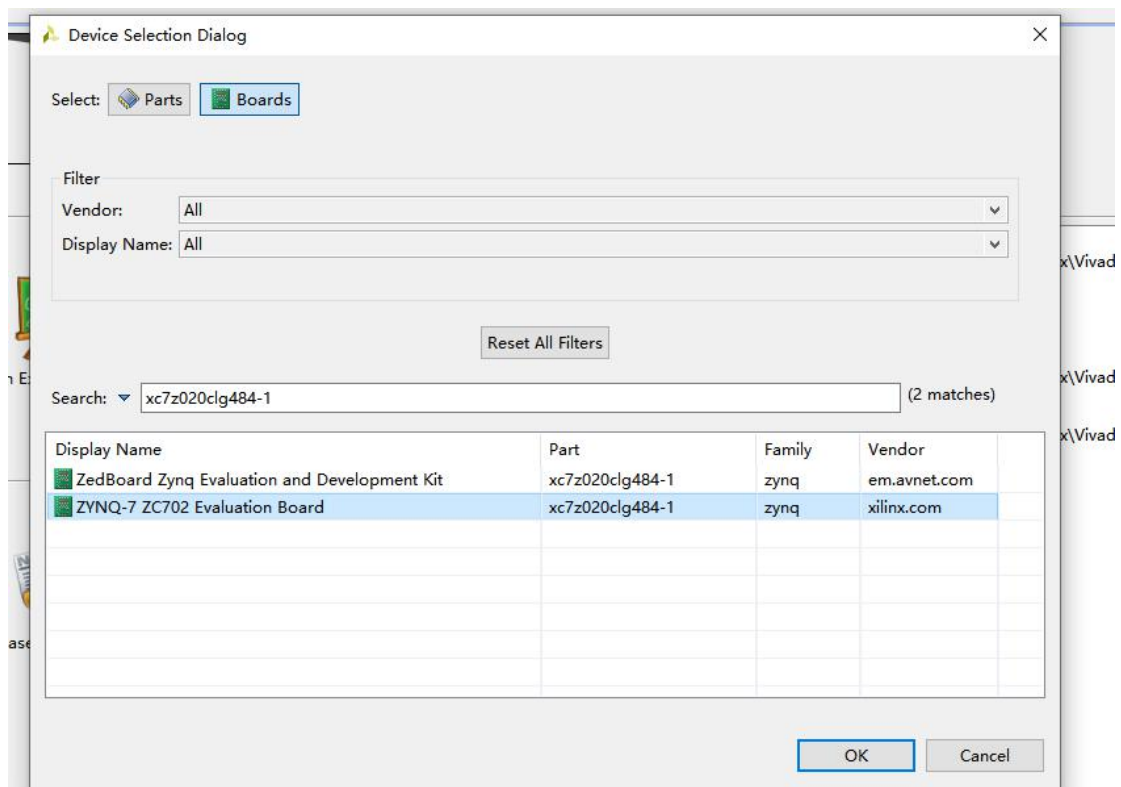 Device Selection Dialog
Select: Parts Boards
Filter
Vendor: All
Display Name: All
x\Vivad
Reset All Filters
n Ex
x\Vivad
Search: xc7z020clg484-1 (2 matches)
x\Vivad
Display Name Part Family Vendor
ZedBoard Zynq Evaluation and Development Kit xc7z020clg484-1 zynq em.avnet.com
ZYNQ-7 ZC702 Evaluation Board xc7z020clg484-1 zynq xilinx.com
ase
OK Cancel